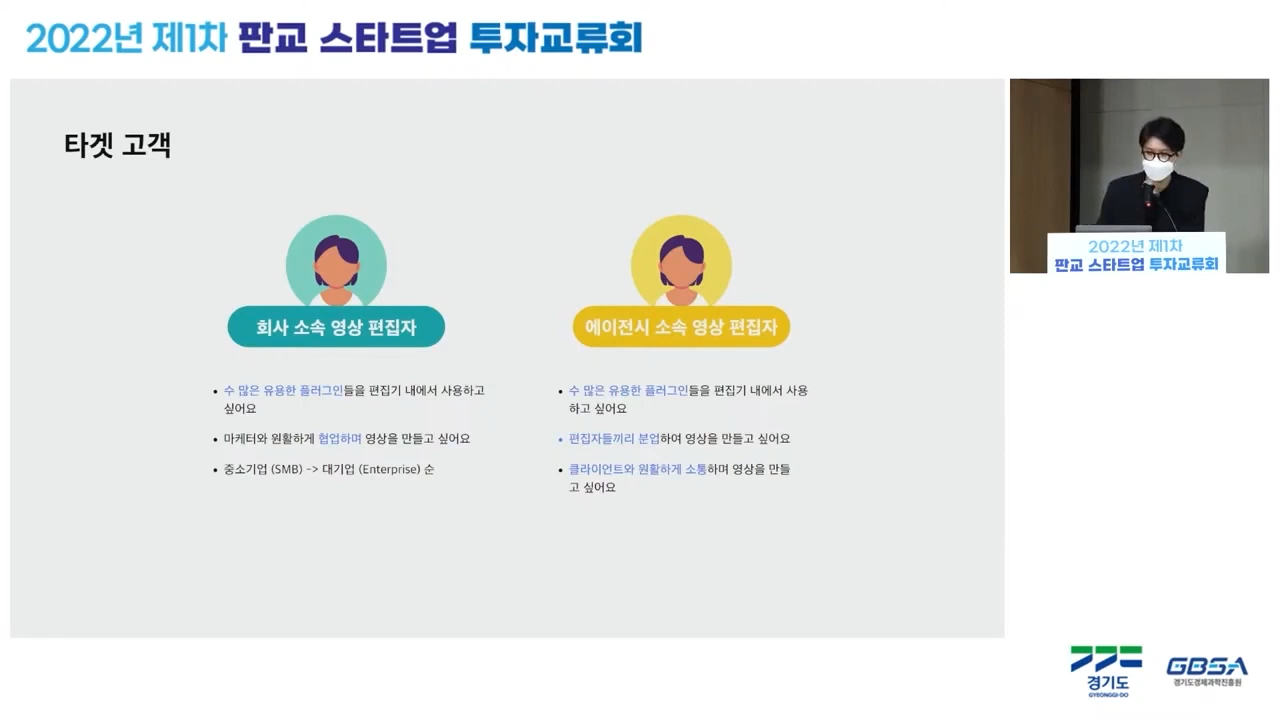 2022년 제1차 판교 스타트업 투자교류회
타겟 고객
회사 소속 영상 편집자
• 수 많은 유용한 플러그인들을 편집기 내에서 사용하고
싶어요
• 마케터와 원활하게 협업하며 영상을 만들고 싶어요
• 중소기업 (SMB) -> 대기업 (Enterprise) 순
에이전시 소속 영상 편집자
• 수 많은 유용한 플러그인들을 편집기 내에서 사용
하고 싶어요
• 편집자들끼리 분업하여 영상을 만들고 싶어요
• 클라이언트와 원활하게 소통하며 영상을 만들
고 싶어요
2022년 제1차
판교 스타트업 투자교류회
경기도
GYEONGGI-DO
GBSA
경기도경제과학진흥원